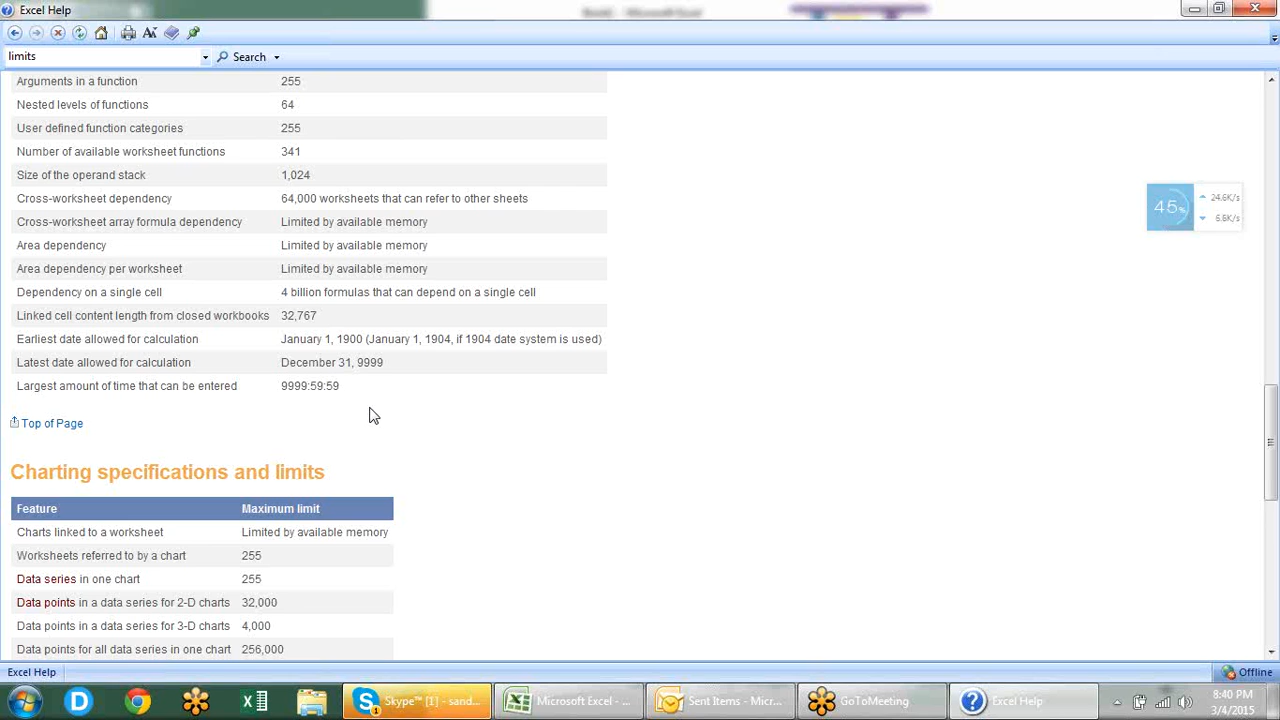 Excel Help
Microsoft Excel
limits
Search
Arguments in a function 255
Nested levels of functions 64
User defined function categories 255
Number of available worksheet functions 341
Size of the operand stack 1,024
Cross-worksheet dependency 64,000 worksheets that can refer to other sheets
Cross-worksheet array formula dependency Limited by available memory
Area dependency Limited by available memory
Area dependency per worksheet Limited by available memory
Dependency on a single cell 4 billion formulas that can depend on a single cell
Linked cell content length from closed workbooks 32,767
Earliest date allowed for calculation January 1, 1900 (January 1, 1904, if 1904 date system is used)
Latest date allowed for calculation December 31, 9999
Largest amount of time that can be entered 9999:59:59
Top of Page
Charting specifications and limits
Feature Maximum limit
Charts linked to a worksheet Limited by available memory
Worksheets referred to by a chart 255
Data series in one chart 255
Data points in a data series for 2-D charts 32,000
Data points in a data series for 3-D charts 4,000
Data points for all data series in one chart 256,000
45%
24.6K/s
6.6K/s
Excel Help
Offline
Skype™ [1] - sand...
Microsoft Excel - ...
Sent Items - Micr...
GoToMeeting
Excel Help
8:40 PM
3/4/2015